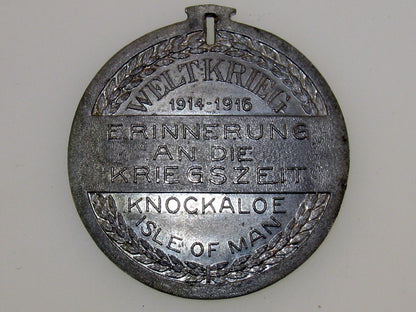 WELTKRIEG
1914-1916
ERINNERUNG
AN DIE
KRIEGSZEIT
KNOCKALOE
ISLE OF MAN